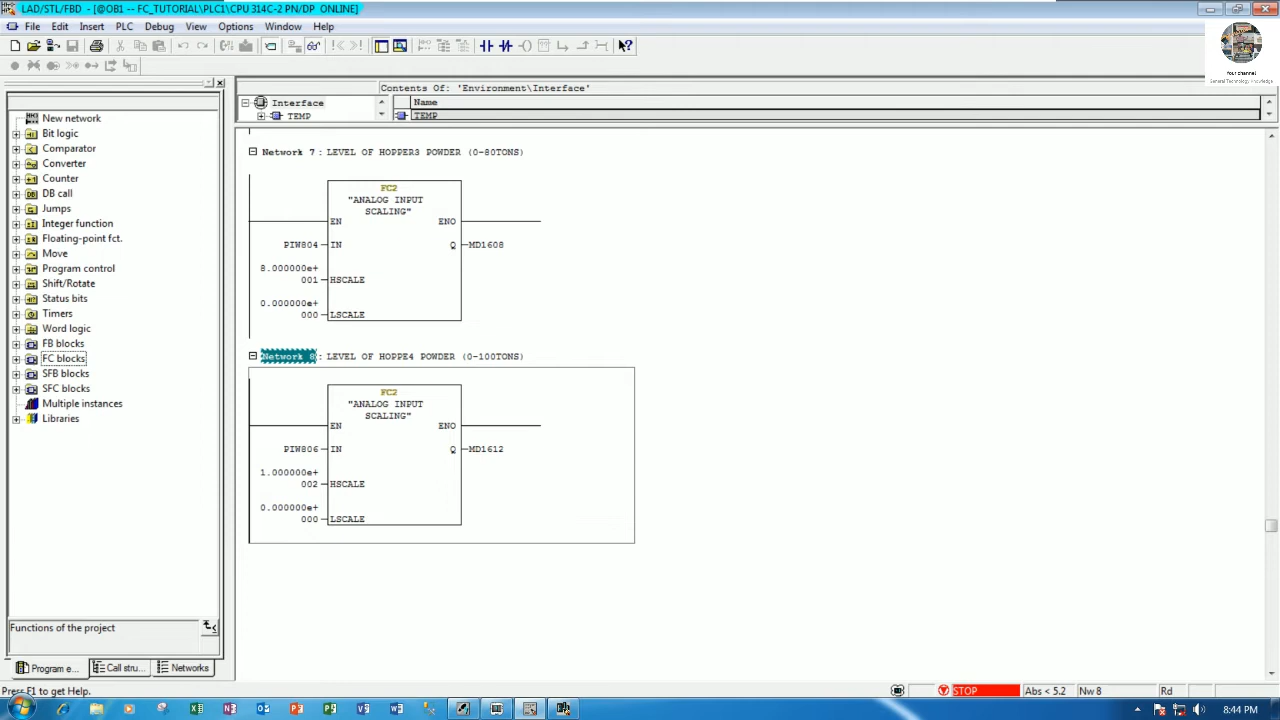 LAD/STL/FBD - [@OB1 - FC_TUTORIAL\PLC1\CPU 314C-2 PN/DP ONLINE]
File Edit Insert PLC Debug View Options Window Help
Your channel
General Technology Knowledge
Contents Of: 'Environment\Interface'
Interface
Name
TEMP
TEMP
New network
Bit logic
Comparator
Converter
Counter
DB call
Jumps
Integer function
Floating-point fct.
Move
Program control
Shift/Rotate
Status bits
Timers
Word logic
FB blocks
FC blocks
SFB blocks
SFC blocks
Multiple instances
Libraries
Functions of the project
Program e...
Call stru...
Networks
Network 7 : LEVEL OF HOPPER3 POWDER (0-80TONS)
FC2
"ANALOG INPUT
SCALING"
EN ENO
PIW804 IN Q MD1608
8.000000e+
001 HSCALE
0.000000e+
000 LSCALE
Network 8 : LEVEL OF HOPPE4 POWDER (0-100TONS)
FC2
"ANALOG INPUT
SCALING"
EN ENO
PIW806 IN Q MD1612
1.000000e+
002 HSCALE
0.000000e+
000 LSCALE
Press F1 to get Help.
STOP
Abs < 5.2
Nw 8
Rd
8:44 PM